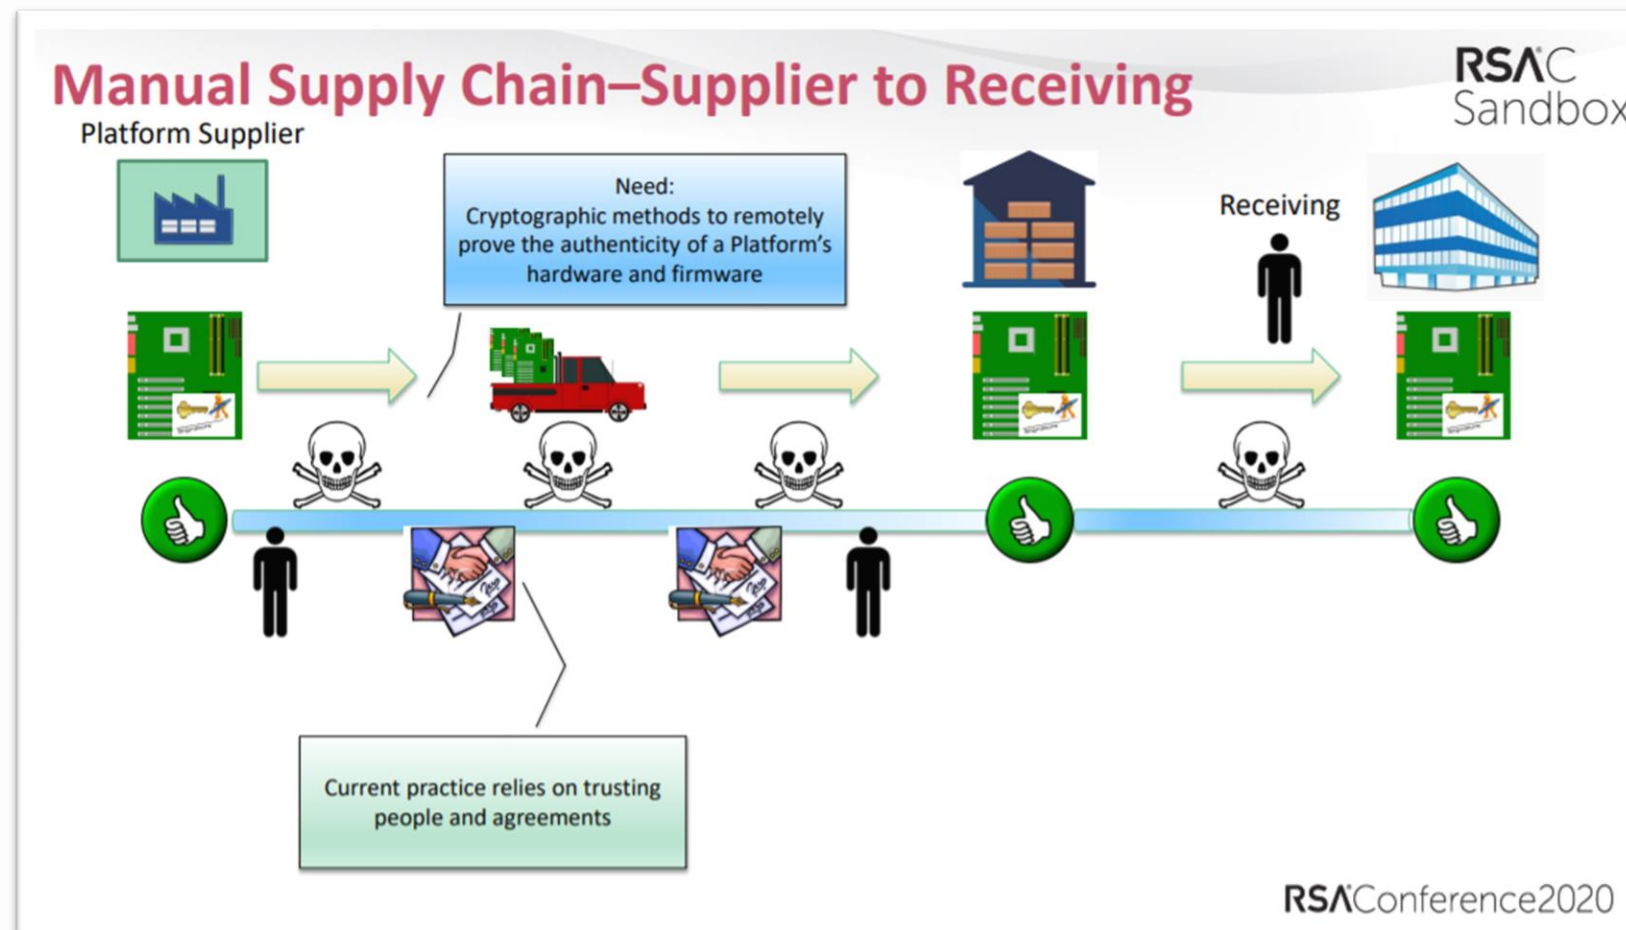 Manual Supply Chain–Supplier to Receiving
RSAC
Sandbox
Platform Supplier
Need:
Cryptographic methods to remotely
prove the authenticity of a Platform's
hardware and firmware
Receiving
Current practice relies on trusting
people and agreements
RSAConference2020